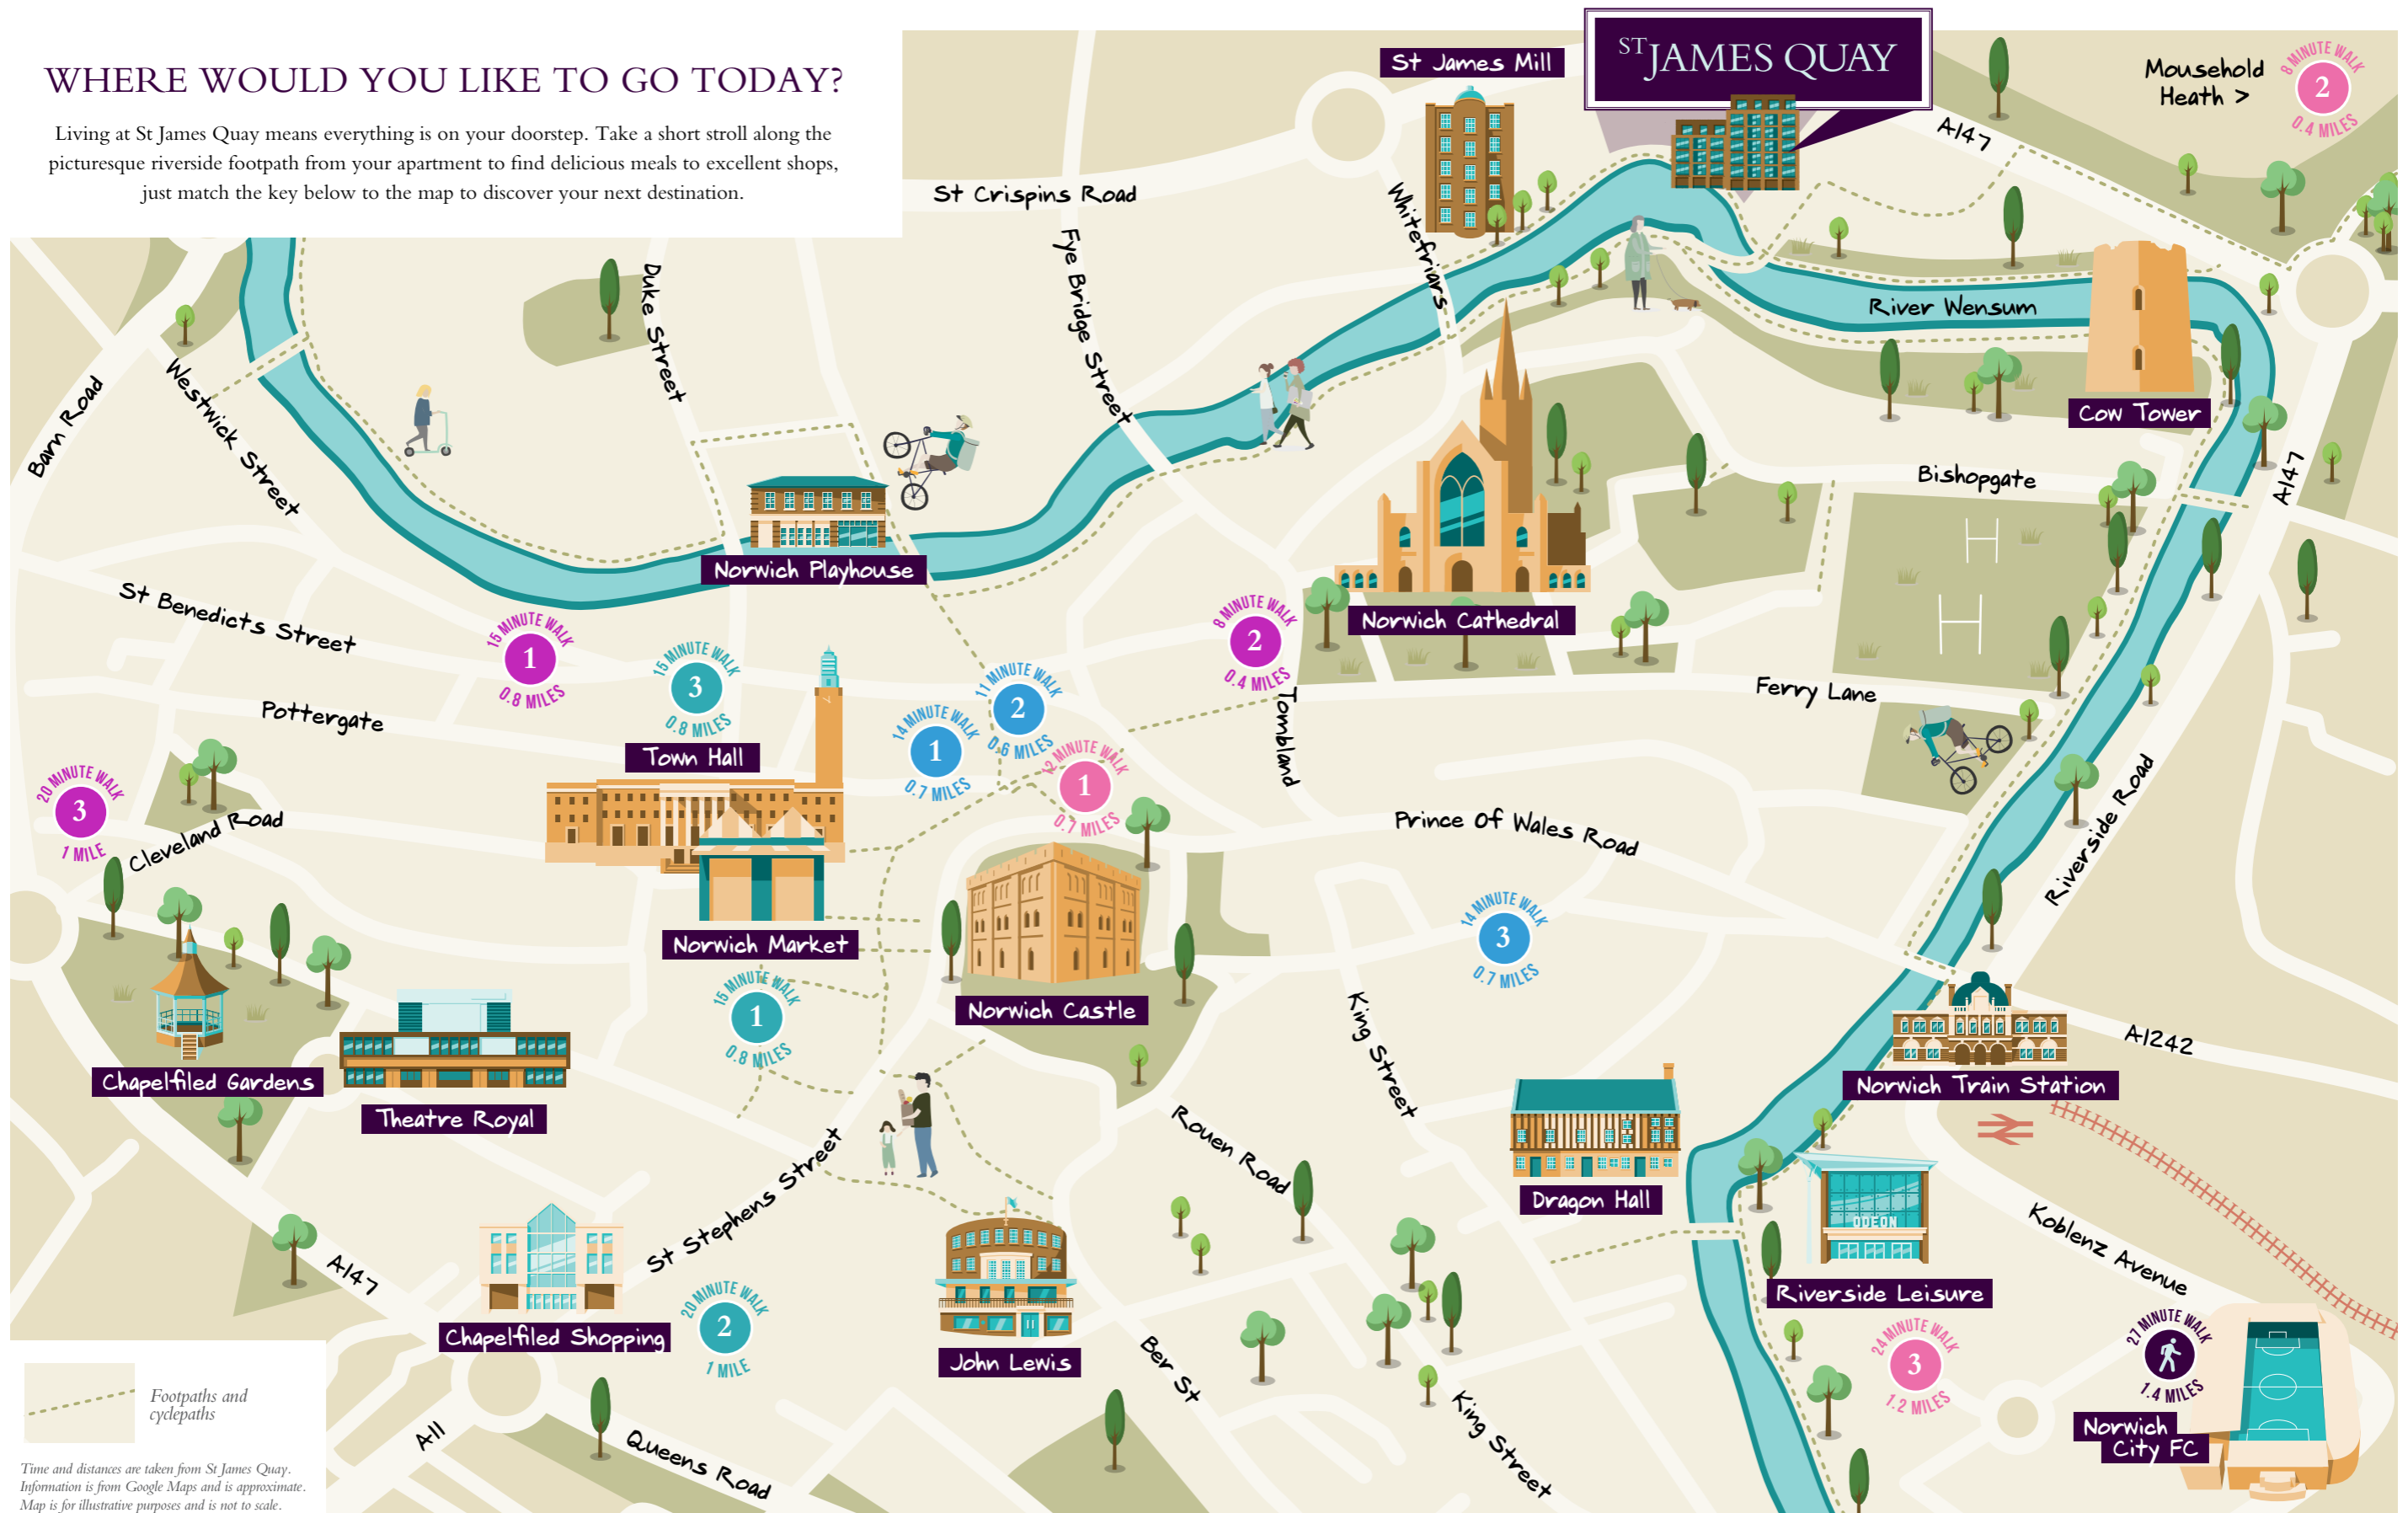 WHERE WOULD YOU LIKE TO GO TODAY?
Living at St James Quay means everything is on your doorstep. Take a short stroll along the
picturesque riverside footpath from your apartment to find delicious meals to excellent shops,
just match the key below to the map to discover your next destination.
St James Mill
ST JAMES QUAY
Mousehold
Heath >
8 MINUTE WALK
2
0.4 MILES
A147
St Crispins Road
Whitefriars
Fye Bridge Street
Duke Street
River Wensum
Barn Road
Westwick Street
Cow Tower
Bishopgate
A147
Norwich Playhouse
St Benedicts Street
15 MINUTE WALK
1
0.8 MILES
15 MINUTE WALK
3
0.8 MILES
8 MINUTE WALK
2
0.4 MILES
Norwich Cathedral
Tombland
Ferry Lane
Pottergate
Town Hall
14 MINUTE WALK
1
0.7 MILES
11 MINUTE WALK
2
0.6 MILES
12 MINUTE WALK
1
0.7 MILES
20 MINUTE WALK
3
1 MILE
Cleveland Road
Prince Of Wales Road
Riverside Road
Norwich Market
14 MINUTE WALK
3
0.7 MILES
Norwich Castle
15 MINUTE WALK
1
0.8 MILES
King Street
A1242
Chapelfiled Gardens
Theatre Royal
Norwich Train Station
Rouen Road
St Stephens Street
Dragon Hall
ODEON
Riverside Leisure
Koblenz Avenue
A147
Chapelfiled Shopping
20 MINUTE WALK
2
1 MILE
John Lewis
Ber St
King Street
24 MINUTE WALK
3
1.2 MILES
27 MINUTE WALK
1.4 MILES
Norwich
City FC
A11
Queens Road
Footpaths and
cyclepaths
Time and distances are taken from St James Quay.
Information is from Google Maps and is approximate.
Map is for illustrative purposes and is not to scale.